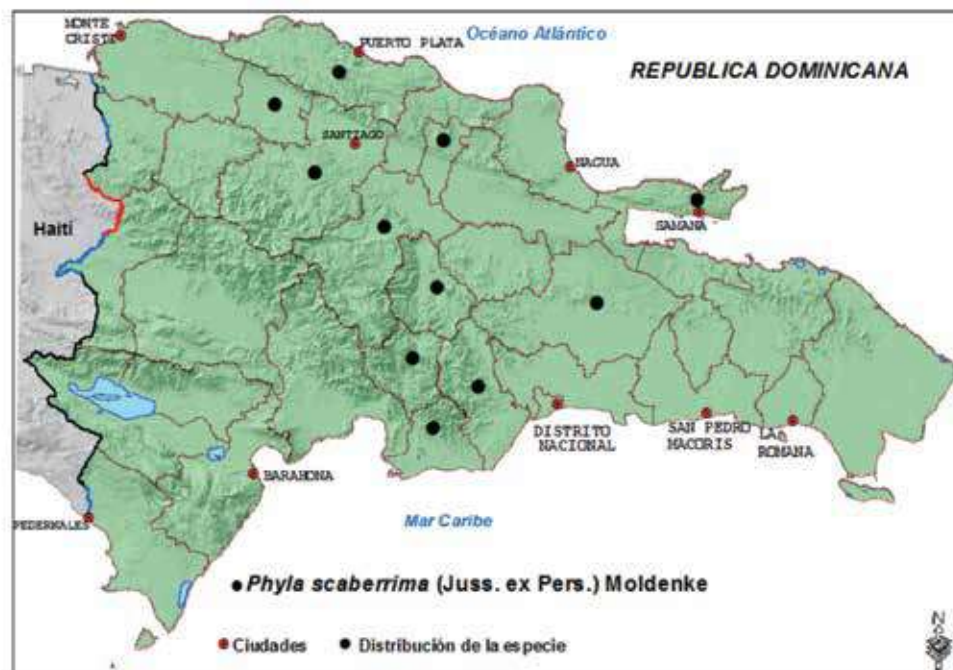 MONTE
CRISTI
PUERTO PLATA
Océano Atlántico
REPUBLICA DOMINICANA
SANTIAGO
NAGUA
SAMANA
Haití
DISTRITO
NACIONAL
SAN PEDRO
MACORIS
LA
ROMANA
BARAHONA
PEDERNALES
Mar Caribe
Phyla scaberrima (Juss. ex Pers.) Moldenke
Ciudades
Distribución de la especie
N